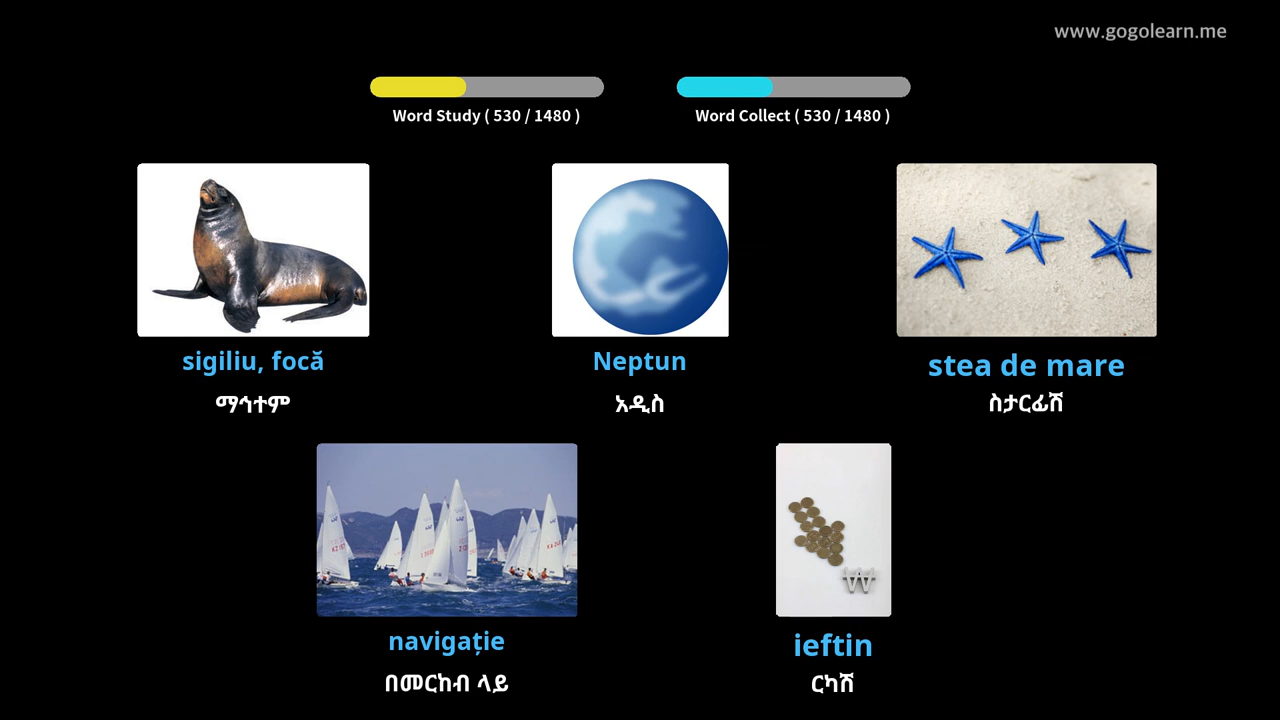 www.gogolearn.me
Word Study ( 530 / 1480 )
Word Collect ( 530 / 1480 )
sigiliu, focă
Neptun
stea de mare
ማኅተም
አዲስ
ስታርፊሽ
navigație
ieftin
በመርከብ ላይ
ርካሽ